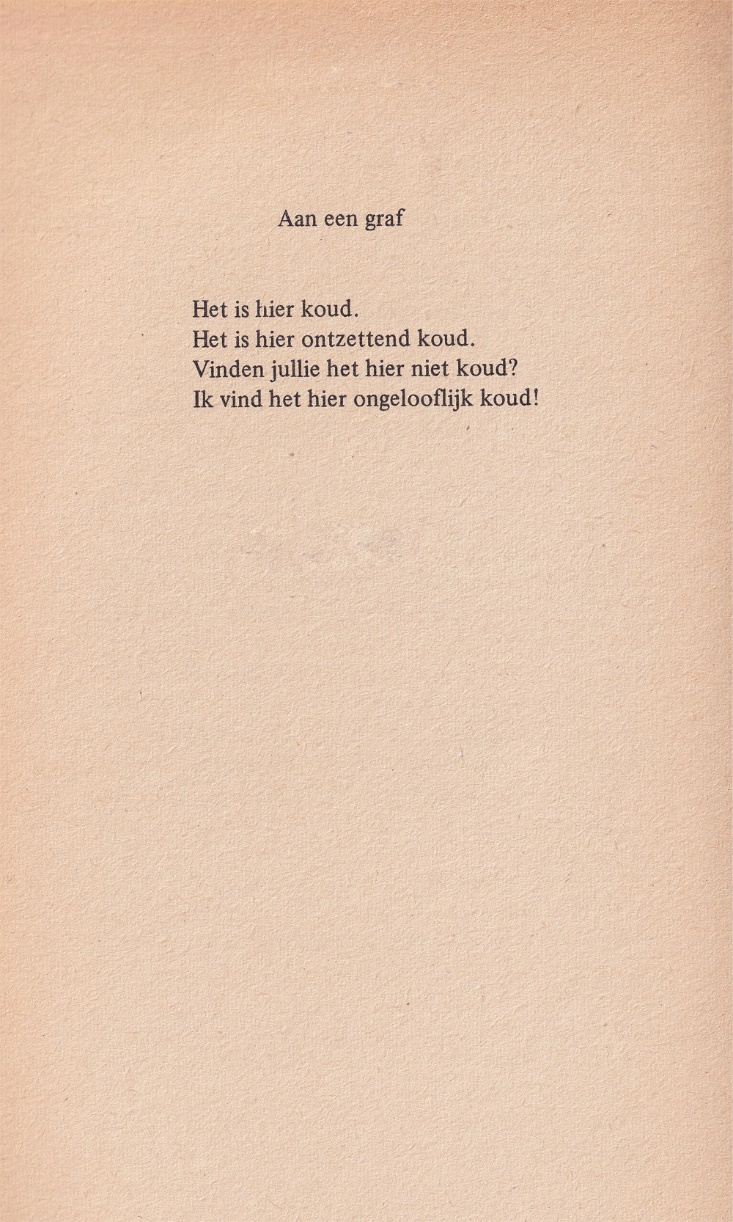 Aan een graf
Het is hier koud.
Het is hier ontzettend koud.
Vinden jullie het hier niet koud?
Ik vind het hier ongelooflijk koud!